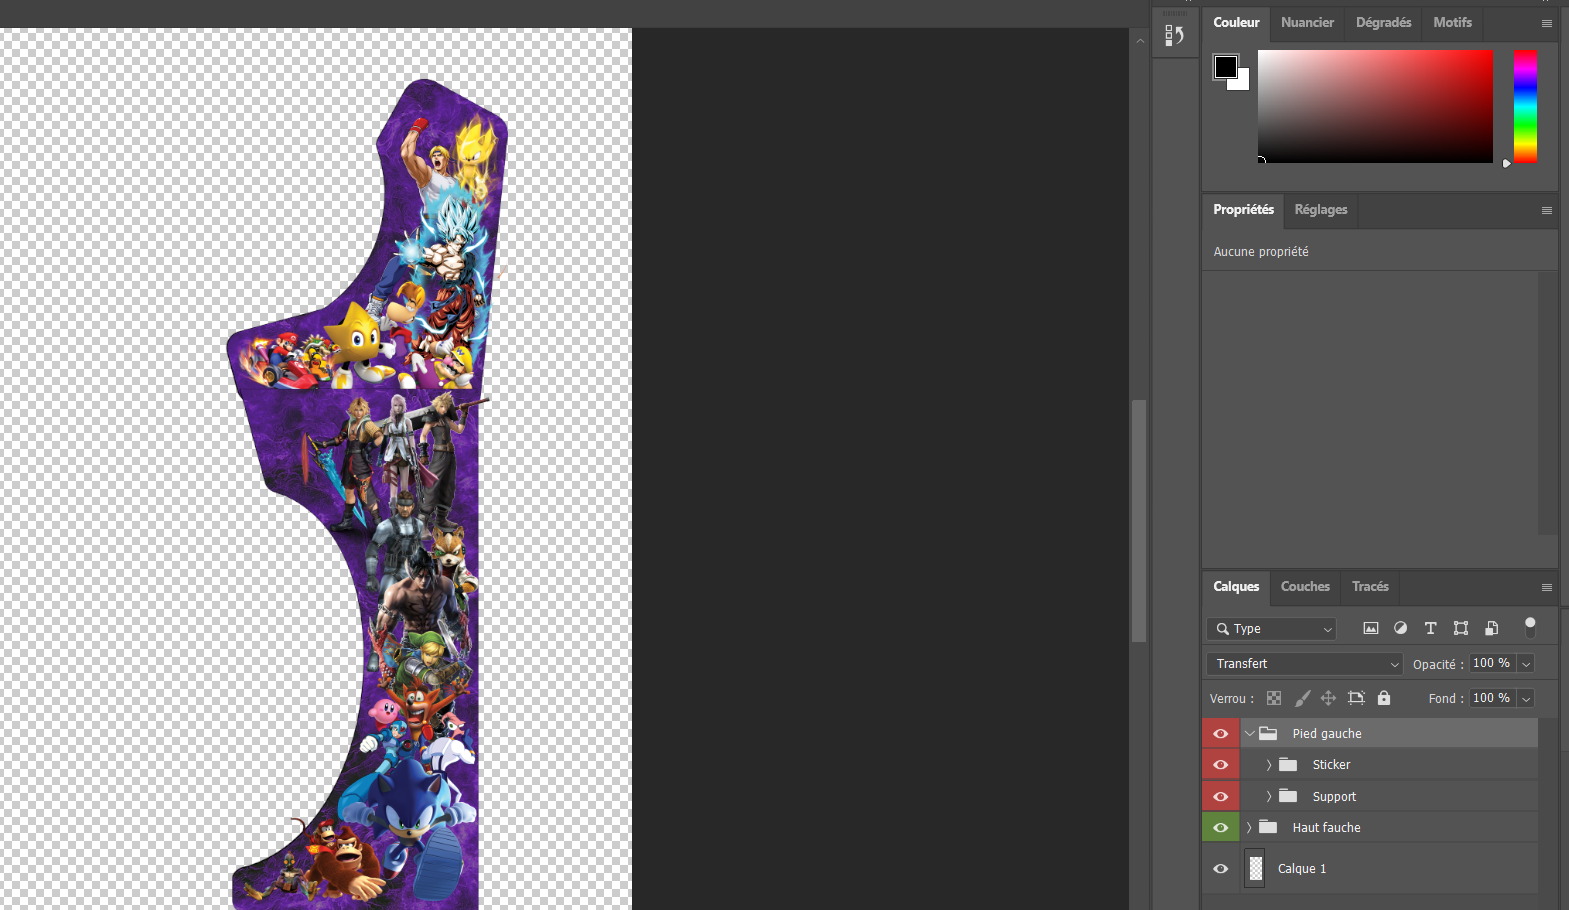 Couleur Nuancier Dégradés Motifs
Propriétés Réglages
Aucune propriété
Calques Couches Tracés
Type
Transfert Opacité : 100 %
Verrou : Fond : 100 %
Pied gauche
Sticker
Support
Haut fauche
Calque 1